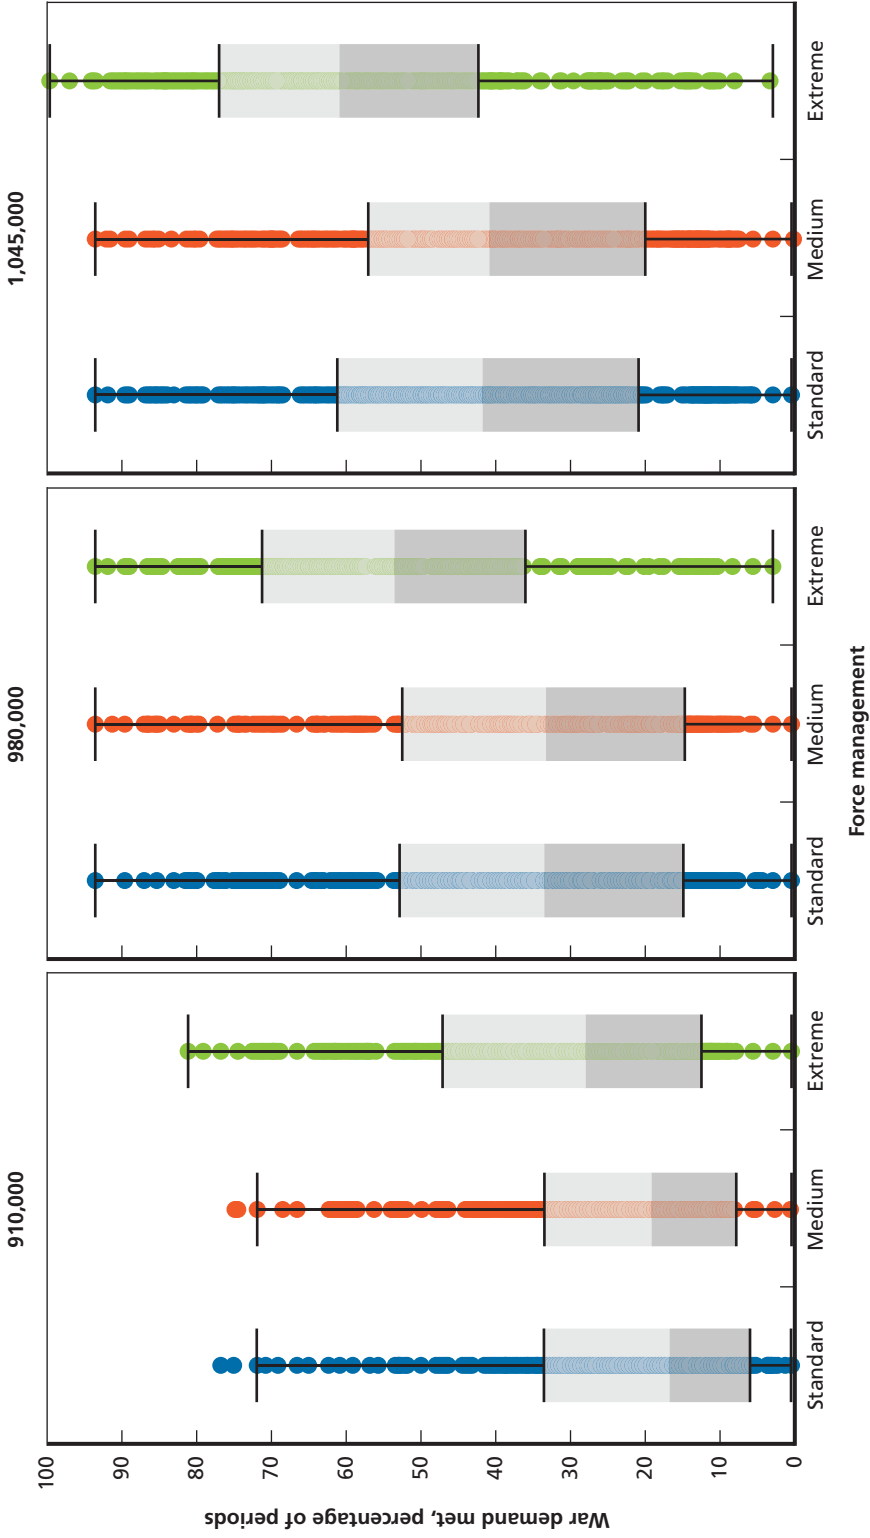 910,000
980,000
1,045,000
War demand met, percentage of periods
100
90
80
70
60
50
40
30
20
10
0
Standard
Medium
Extreme
Standard
Medium
Extreme
Standard
Medium
Extreme
Force management